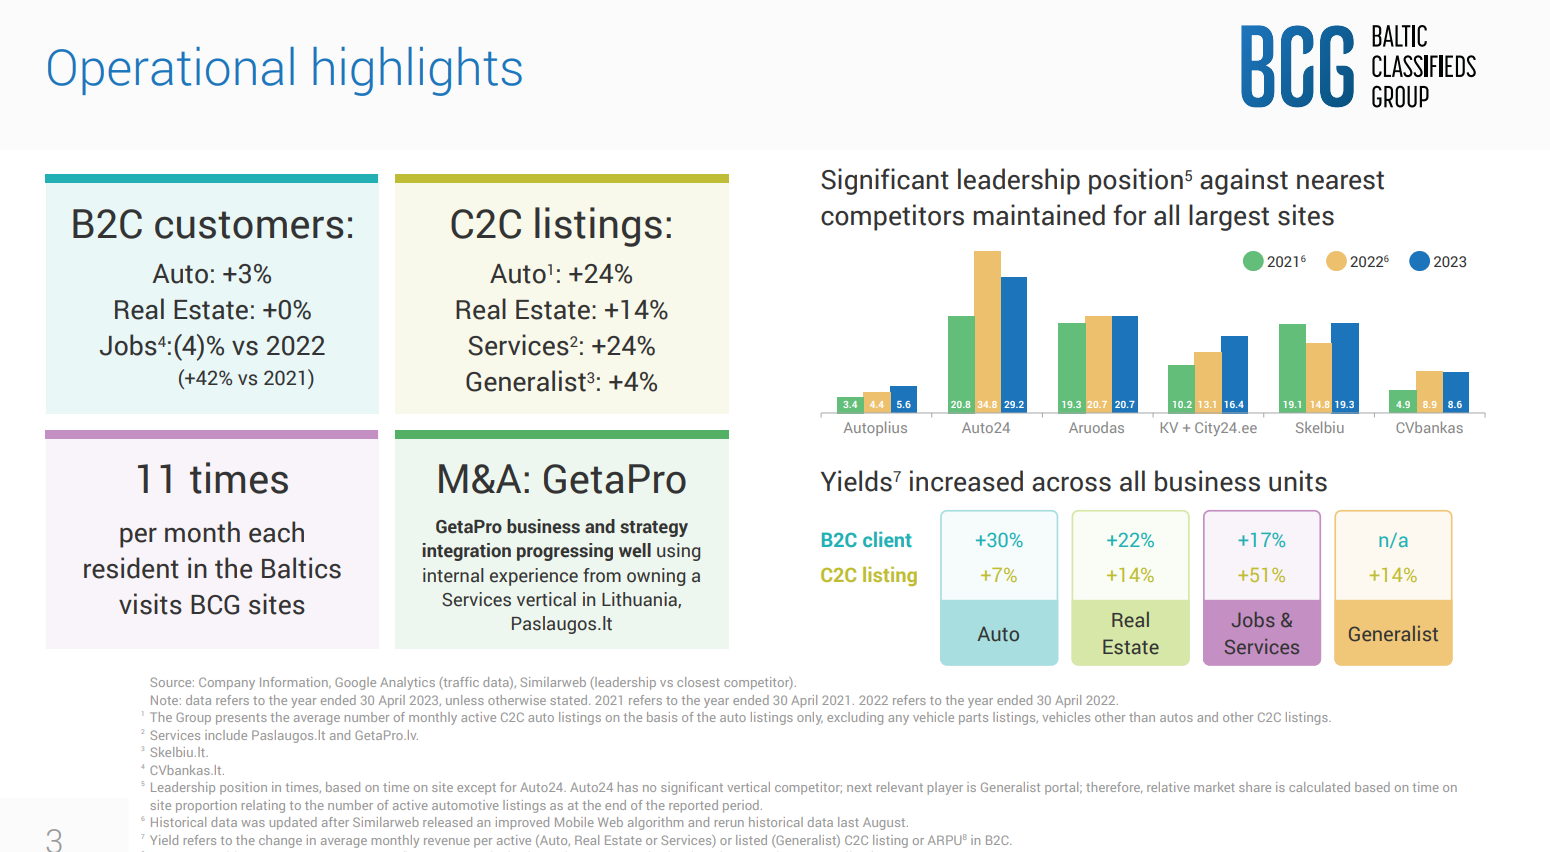 Operational highlights
BCG
BALTIC
CLASSIFIEDS
GROUP
B2C customers:
Auto: +3%
Real Estate: +0%
Jobs⁴:(4)% vs 2022
(+42% vs 2021)
C2C listings:
Auto¹: +24%
Real Estate: +14%
Services²: +24%
Generalist³: +4%
11 times
per month each
resident in the Baltics
visits BCG sites
M&A: GetaPro
GetaPro business and strategy
integration progressing well using
internal experience from owning a
Services vertical in Lithuania,
Paslaugos.lt
Significant leadership position⁵ against nearest
competitors maintained for all largest sites
2021⁶ 2022⁶ 2023
3.4 4.4 5.6 20.8 34.8 29.2 19.3 20.7 20.7 10.2 13.1 16.4 19.1 14.8 19.3 4.9 8.9 8.6
Autoplius Auto24 Aruodas KV + City24.ee Skelbiu CVbankas
Yields⁷ increased across all business units
B2C client +30% +22% +17% n/a
C2C listing +7% +14% +51% +14%
Auto
Real
Estate
Jobs &
Services
Generalist
Source: Company Information, Google Analytics (traffic data), Similarweb (leadership vs closest competitor).
Note: data refers to the year ended 30 April 2023, unless otherwise stated. 2021 refers to the year ended 30 April 2021. 2022 refers to the year ended 30 April 2022.
¹ The Group presents the average number of monthly active C2C auto listings on the basis of the auto listings only, excluding any vehicle parts listings, vehicles other than autos and other C2C listings.
² Services include Paslaugos.lt and GetaPro.lv.
³ Skelbiu.lt.
⁴ CVbankas.lt.
⁵ Leadership position in times, based on time on site except for Auto24. Auto24 has no significant vertical competitor; next relevant player is Generalist portal; therefore, relative market share is calculated based on time on
site proportion relating to the number of active automotive listings as at the end of the reported period.
⁶ Historical data was updated after Similarweb released an improved Mobile Web algorithm and rerun historical data last August.
⁷ Yield refers to the change in average monthly revenue per active (Auto, Real Estate or Services) or listed (Generalist) C2C listing or ARPU⁸ in B2C.
3